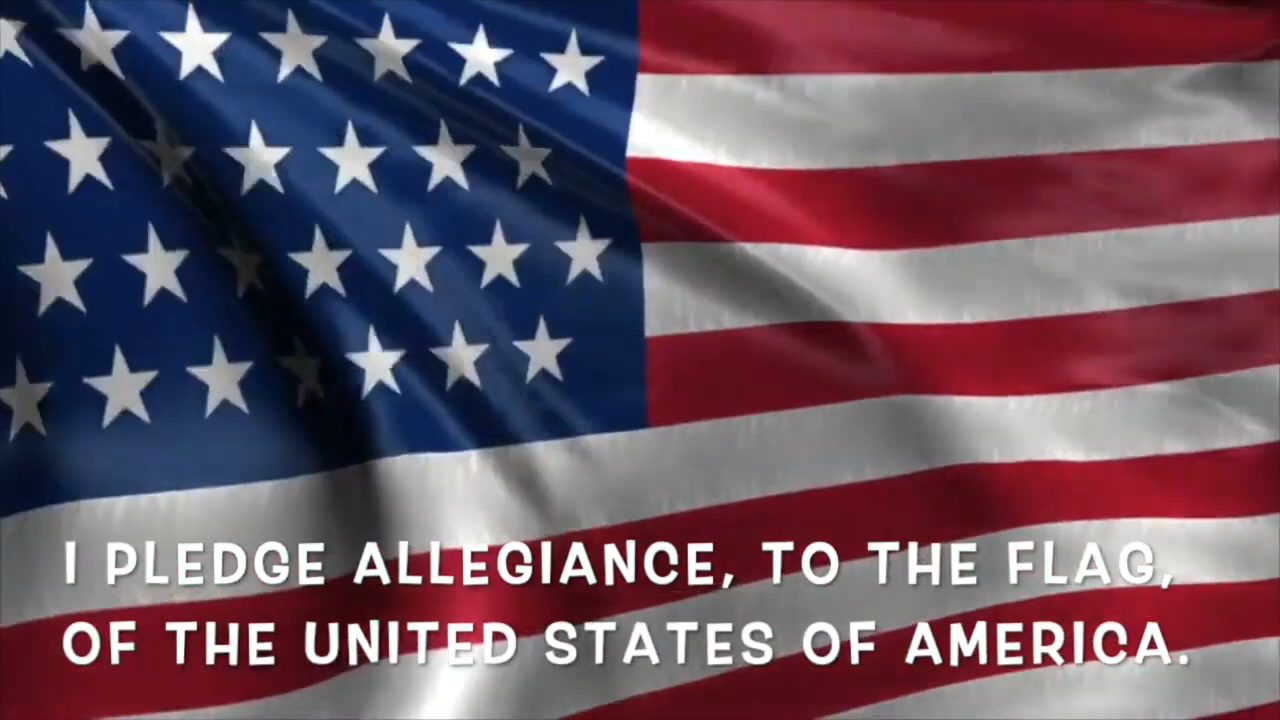 I PLEDGE ALLEGIANCE, TO THE FLAG,
OF THE UNITED STATES OF AMERICA.